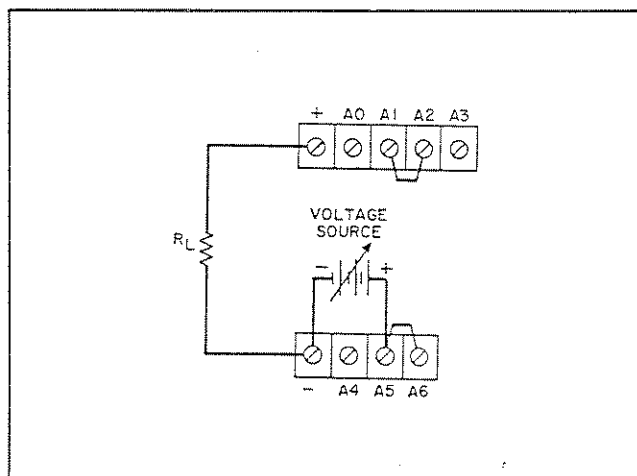 + A0 A1 A2 A3
VOLTAGE
SOURCE
RL
- +
- A4 A5 A6